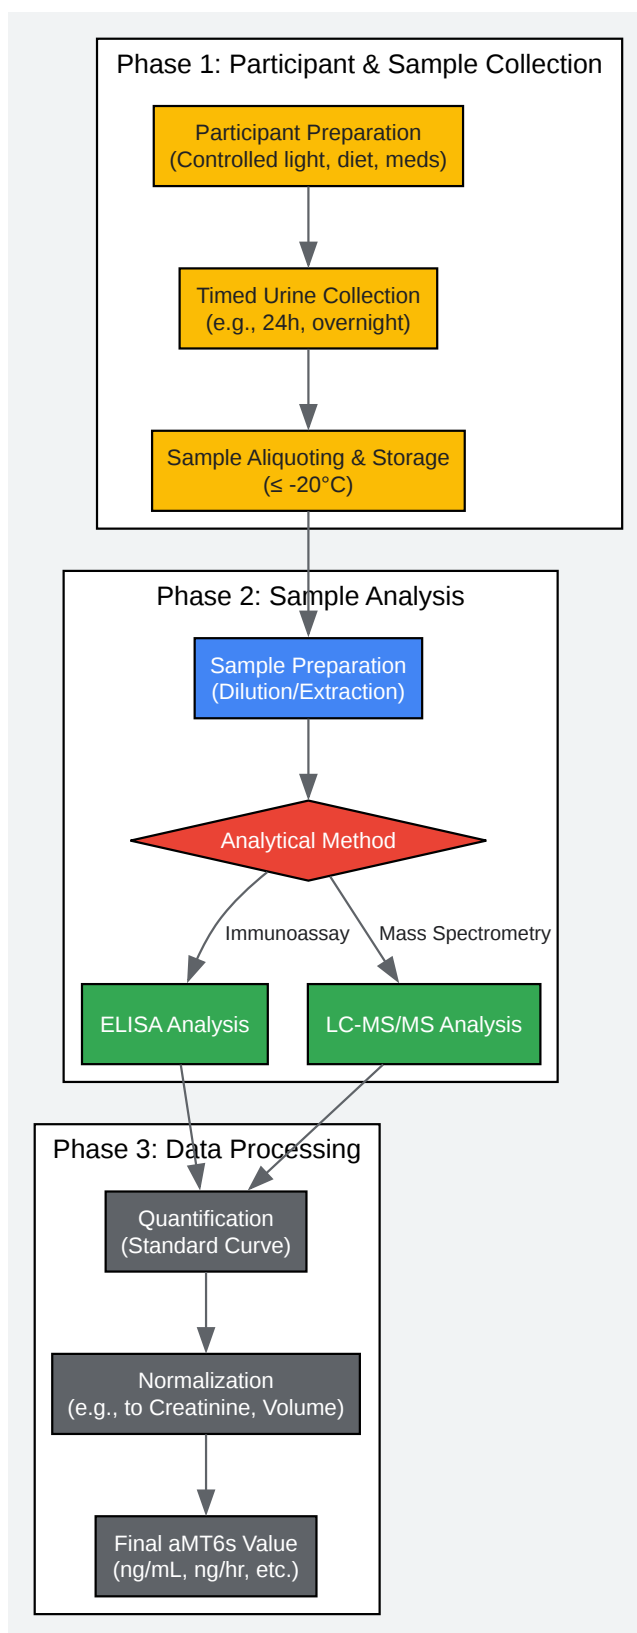 Phase 1: Participant & Sample Collection
Participant Preparation
(Controlled light, diet, meds)
Timed Urine Collection
(e.g., 24h, overnight)
Sample Aliquoting & Storage
(≤ -20°C)
Phase 2: Sample Analysis
Sample Preparation
(Dilution/Extraction)
Analytical Method
Immunoassay
Mass Spectrometry
ELISA Analysis
LC-MS/MS Analysis
Phase 3: Data Processing
Quantification
(Standard Curve)
Normalization
(e.g., to Creatinine, Volume)
Final aMT6s Value
(ng/mL, ng/hr, etc.)